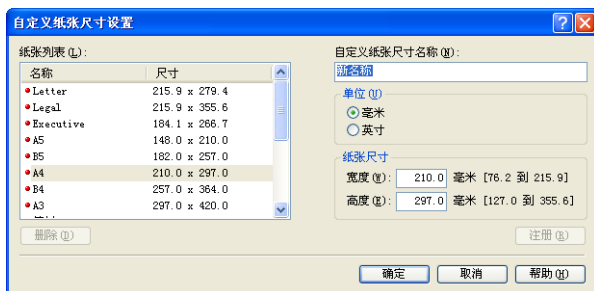 自定义纸张尺寸设置
纸张列表(L):
名称 尺寸
Letter 215.9 x 279.4
Legal 215.9 x 355.6
Executive 184.1 x 266.7
A5 148.0 x 210.0
B5 182.0 x 257.0
A4 210.0 x 297.0
B4 257.0 x 364.0
A3 297.0 x 420.0
删除(D)
自定义纸张尺寸名称(N):
新名称
单位(U)
毫米
英寸
纸张尺寸
宽度(W): 210.0 毫米 [76.2 到 215.9]
高度(E): 297.0 毫米 [127.0 到 355.6]
注册(R)
确定 取消 帮助(H)